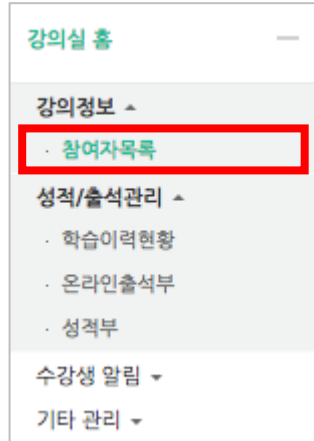 강의실 홈
강의정보
· 참여자목록
성적/출석관리
· 학습이력현황
· 온라인출석부
· 성적부
수강생 알림
기타 관리